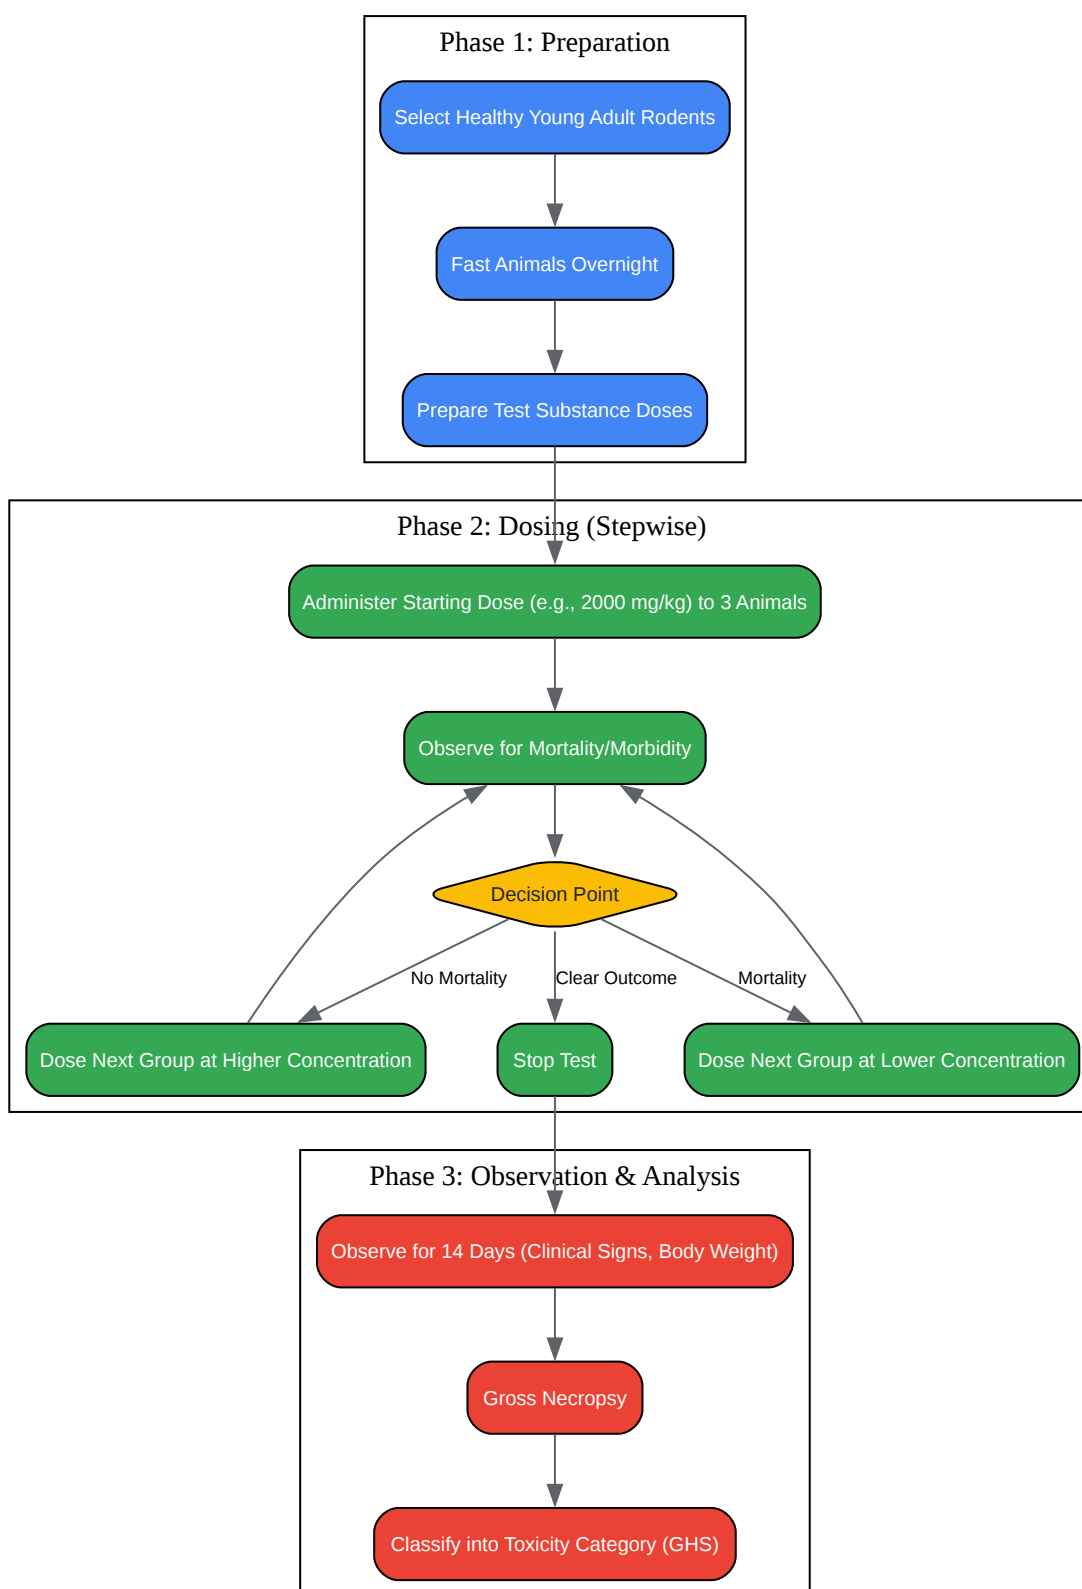 Phase 1: Preparation
Select Healthy Young Adult Rodents
Fast Animals Overnight
Prepare Test Substance Doses
Phase 2: Dosing (Stepwise)
Administer Starting Dose (e.g., 2000 mg/kg) to 3 Animals
Observe for Mortality/Morbidity
Decision Point
No Mortality
Clear Outcome
Mortality
Dose Next Group at Higher Concentration
Stop Test
Dose Next Group at Lower Concentration
Phase 3: Observation & Analysis
Observe for 14 Days (Clinical Signs, Body Weight)
Gross Necropsy
Classify into Toxicity Category (GHS)